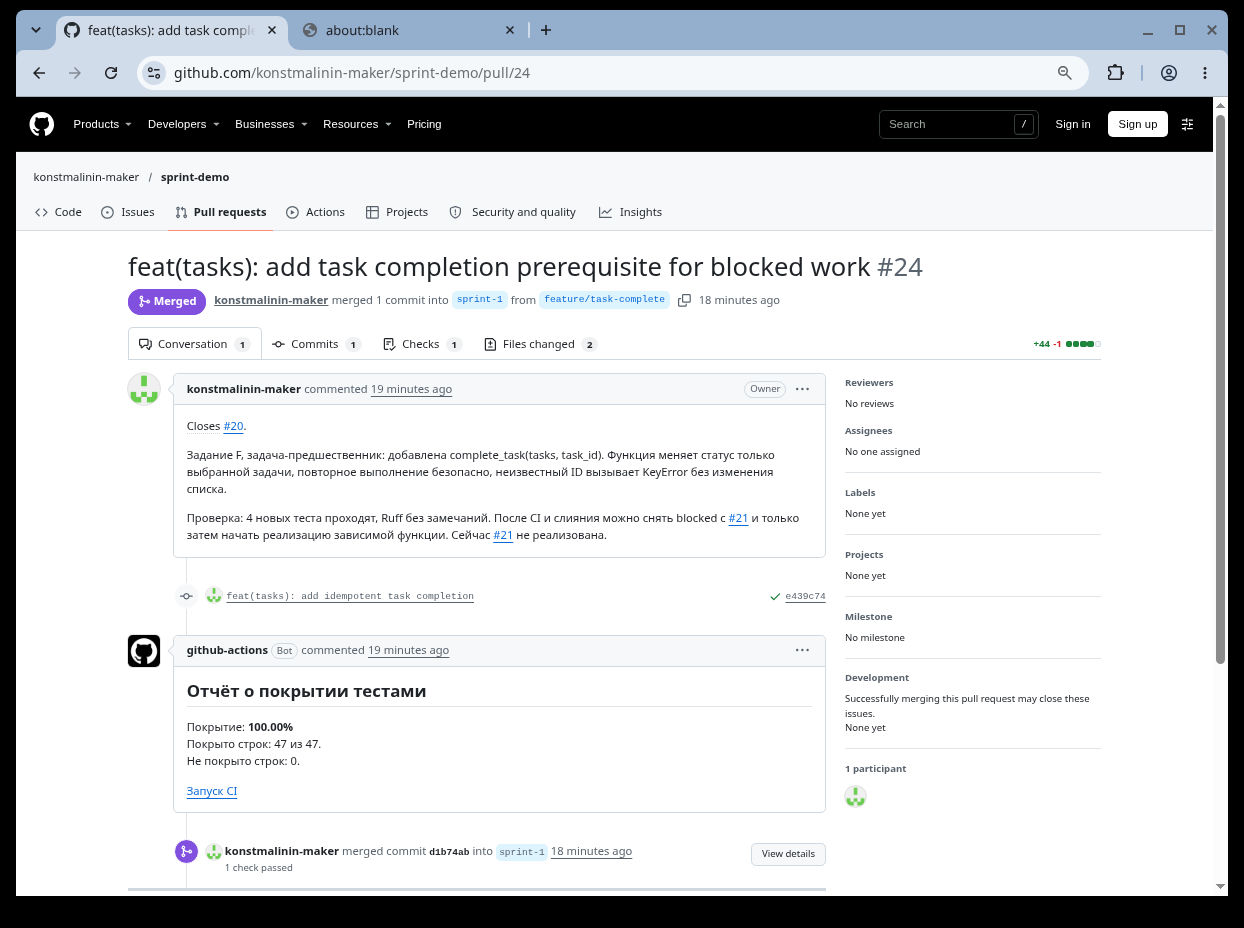 feat(tasks): add task comple
about:blank
github.com/konstmalinin-maker/sprint-demo/pull/24
Products Developers Businesses Resources Pricing Search / Sign in Sign up
konstmalinin-maker / sprint-demo
Code Issues Pull requests Actions Projects Security and quality Insights
feat(tasks): add task completion prerequisite for blocked work #24
Merged konstmalinin-maker merged 1 commit into sprint-1 from feature/task-complete 18 minutes ago
Conversation 1 Commits 1 Checks 1 Files changed 2 +44 -1
konstmalinin-maker commented 19 minutes ago Owner
Closes #20.
Задание F, задача-предшественник: добавлена complete_task(tasks, task_id). Функция меняет статус только
выбранной задачи, повторное выполнение безопасно, неизвестный ID вызывает KeyError без изменения
списка.
Проверка: 4 новых теста проходят, Ruff без замечаний. После CI и слияния можно снять blocked с #21 и только
затем начать реализацию зависимой функции. Сейчас #21 не реализована.
feat(tasks): add idempotent task completion e439c74
github-actions Bot commented 19 minutes ago
Отчёт о покрытии тестами
Покрытие: 100.00%
Покрыто строк: 47 из 47.
Не покрыто строк: 0.
Запуск CI
konstmalinin-maker merged commit d1b74ab into sprint-1 18 minutes ago View details
1 check passed
Reviewers
No reviews
Assignees
No one assigned
Labels
None yet
Projects
None yet
Milestone
No milestone
Development
Successfully merging this pull request may close these
issues.
None yet
1 participant